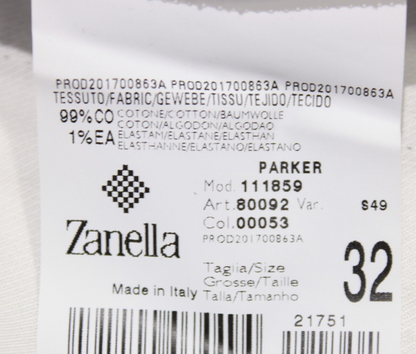 PROD201700863A PROD201700863A PROD201700863A
TESSUTO/FABRIC/GEWEBE/TISSU/TEJIDO/TECIDO
99%CO COTONE/COTTON/BAUMWOLLE
COTON/ALGODON/ALGODAO
1%EA ELASTAM/ELASTANE/ELASTHAN
ELASTHANNE/ELASTANO/ELASTANO
PARKER
Mod. 111859
Art. 80092 Var. S49
Col. 00053
PROD201700863A
Zanella
Taglia/Size
Grosse/Taille
Talla/Tamanho
32
Made in Italy
21751